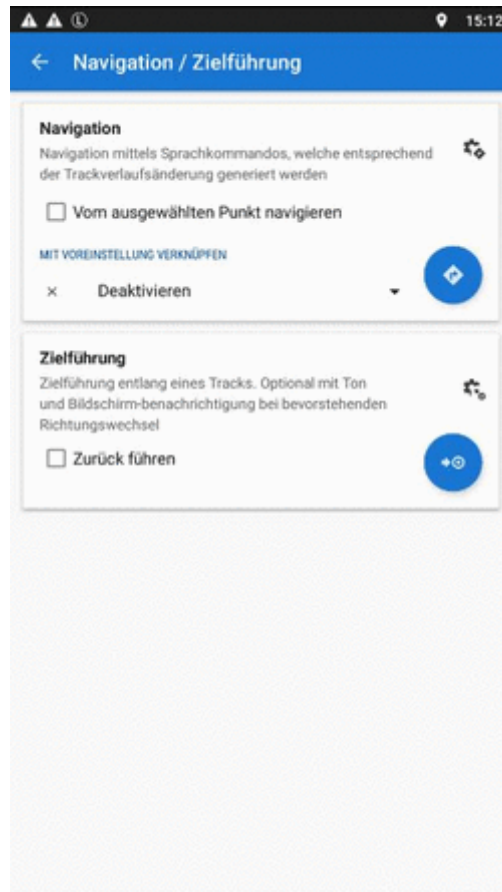 15:12
Navigation / Zielführung
Navigation
Navigation mittels Sprachkommandos, welche entsprechend
der Trackverlaufsänderung generiert werden
Vom ausgewählten Punkt navigieren
MIT VOREINSTELLUNG VERKNÜPFEN
Deaktivieren
Zielführung
Zielführung entlang eines Tracks. Optional mit Ton
und Bildschirm-benachrichtigung bei bevorstehenden
Richtungswechsel
Zurück führen